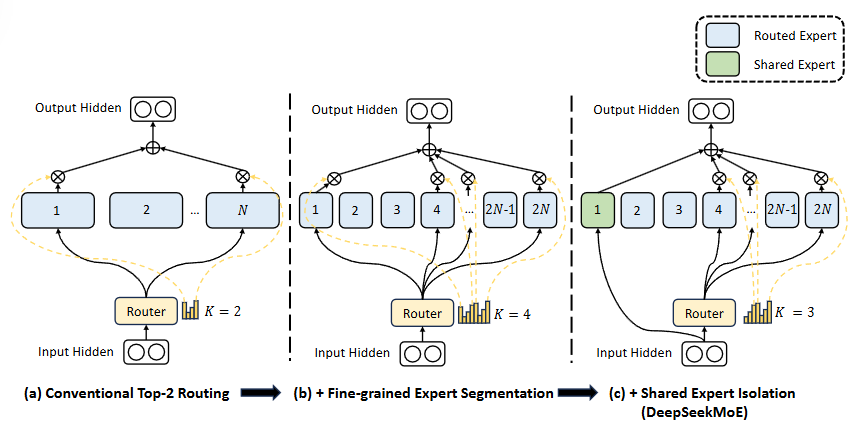 Routed Expert
Shared Expert
Output Hidden
1 2 ... N
Router K = 2
Input Hidden
(a) Conventional Top-2 Routing
Output Hidden
1 2 3 4 ... 2N-1 2N
Router K = 4
Input Hidden
(b) + Fine-grained Expert Segmentation
Output Hidden
1 2 3 4 ... 2N-1 2N
Router K = 3
Input Hidden
(c) + Shared Expert Isolation
(DeepSeekMoE)